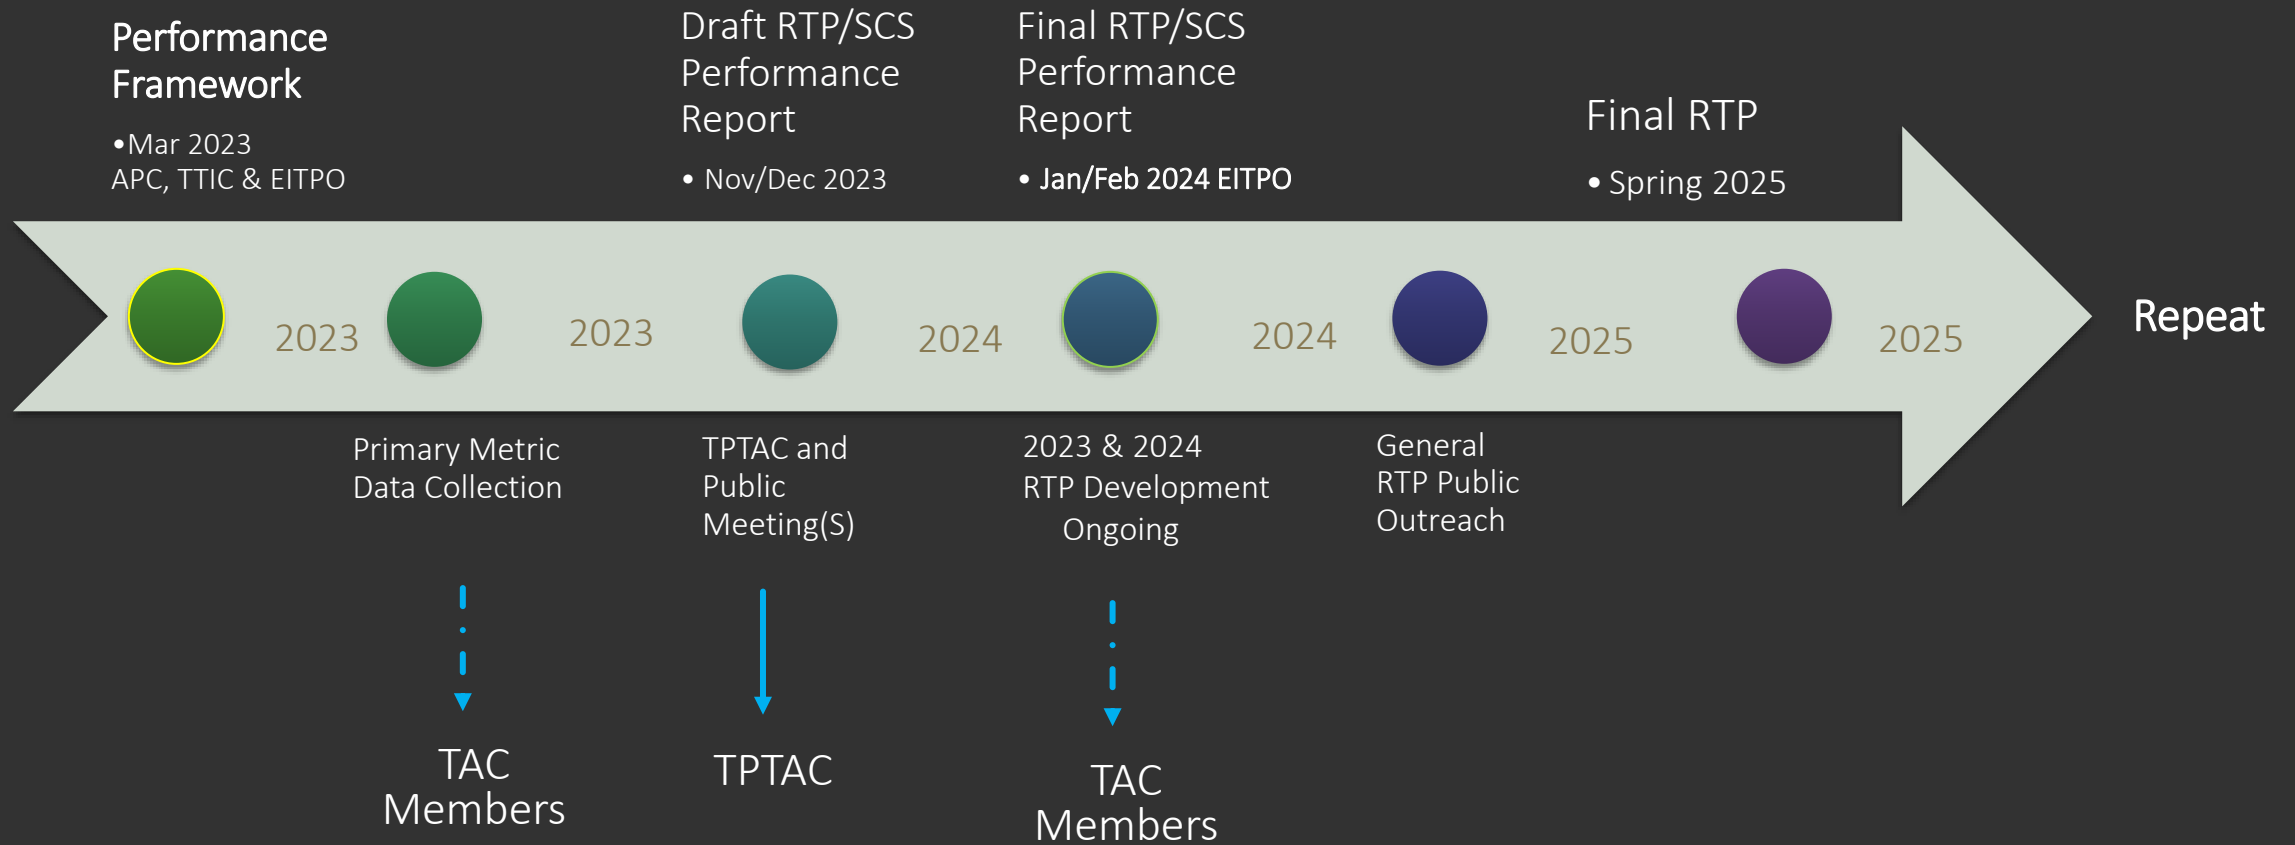 Performance
Framework
•Mar 2023
APC, TTIC & EITPO
Draft RTP/SCS
Performance
Report
• Nov/Dec 2023
Final RTP/SCS
Performance
Report
• Jan/Feb 2024 EITPO
Final RTP
• Spring 2025
2023
2023
2024
2024
2025
2025
Repeat
Primary Metric
Data Collection
TPTAC and
Public
Meeting(S)
2023 & 2024
RTP Development
Ongoing
General
RTP Public
Outreach
TAC
Members
TPTAC
TAC
Members